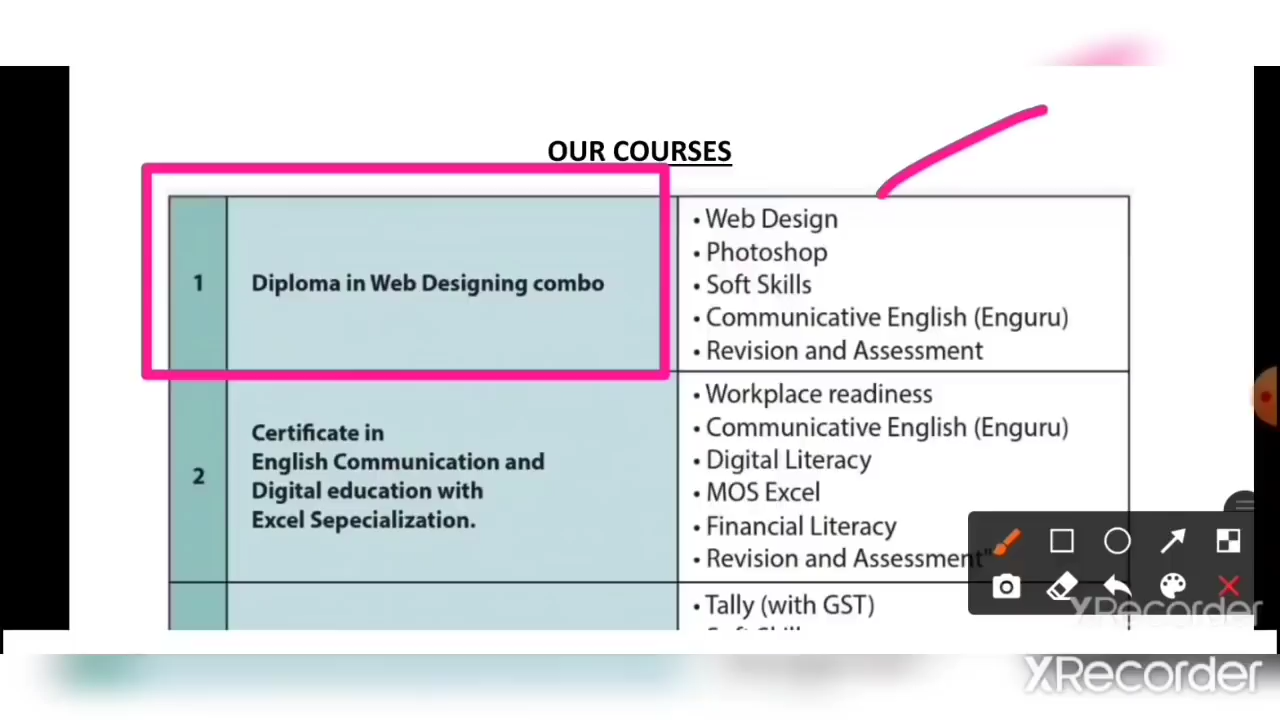 OUR COURSES
1
Diploma in Web Designing combo
• Web Design
• Photoshop
• Soft Skills
• Communicative English (Enguru)
• Revision and Assessment
2
Certificate in
English Communication and
Digital education with
Excel Sepecialization.
• Workplace readiness
• Communicative English (Enguru)
• Digital Literacy
• MOS Excel
• Financial Literacy
• Revision and Assessment"
• Tally (with GST)
XRecorder
XRecorder